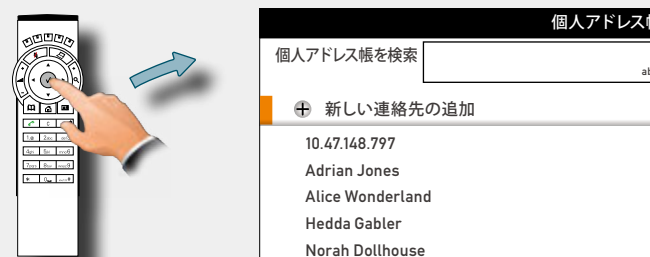 個人アドレス帳
個人アドレス帳を検索
ab
新しい連絡先の追加
10.47.148.797
Adrian Jones
Alice Wonderland
Hedda Gabler
Norah Dollhouse